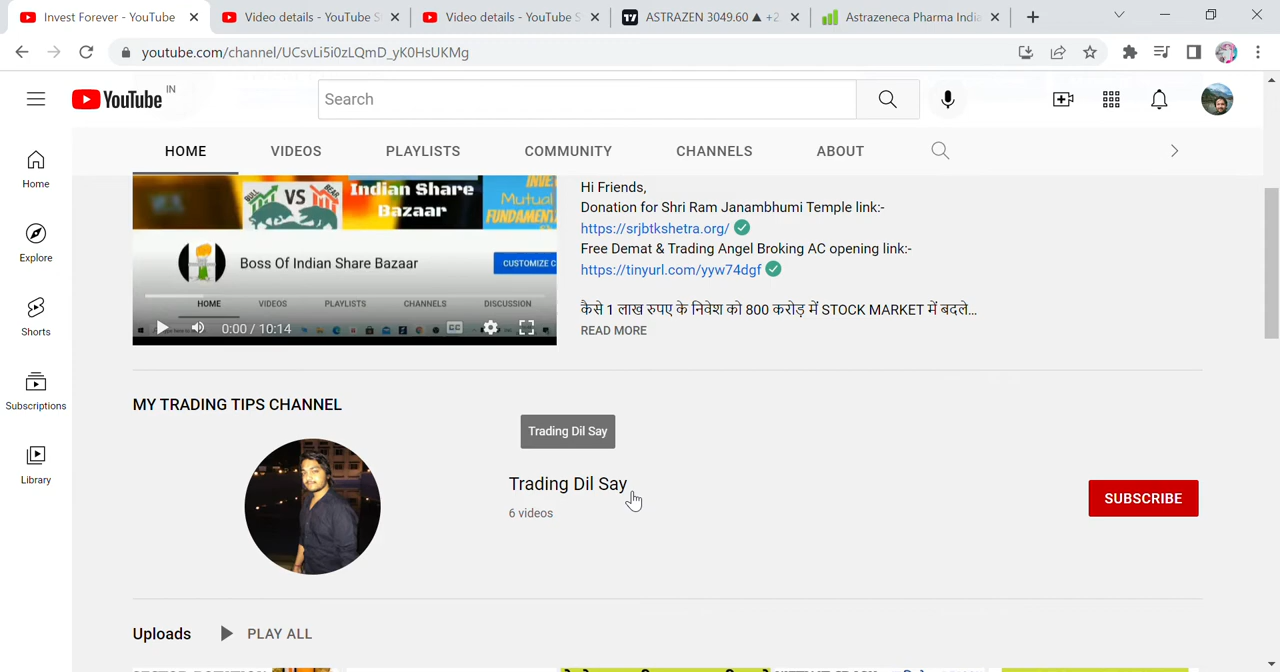 Invest Forever - YouTube
Video details - YouTube S
Video details - YouTube S
ASTRAZEN 3049.60 ▲ +2
Astrazeneca Pharma India
youtube.com/channel/UCsvLi5i0zLQmD_yK0HsUKMg
YouTube IN
Search
HOME VIDEOS PLAYLISTS COMMUNITY CHANNELS ABOUT
Home
Explore
Shorts
Subscriptions
Library
VS
Indian Share
Bazaar
Mutual
FUNDAMENTA
Boss Of Indian Share Bazaar
CUSTOMIZE C
HOME VIDEOS PLAYLISTS CHANNELS DISCUSSION
0:00 / 10:14
CC
Hi Friends,
Donation for Shri Ram Janambhumi Temple link:-
https://srjbtkshetra.org/
Free Demat & Trading Angel Broking AC opening link:-
https://tinyurl.com/yyw74dgf
कैसे 1 लाख रुपए के निवेश को 800 करोड़ में STOCK MARKET में बदले...
READ MORE
MY TRADING TIPS CHANNEL
Trading Dil Say
Trading Dil Say
6 videos
SUBSCRIBE
Uploads PLAY ALL